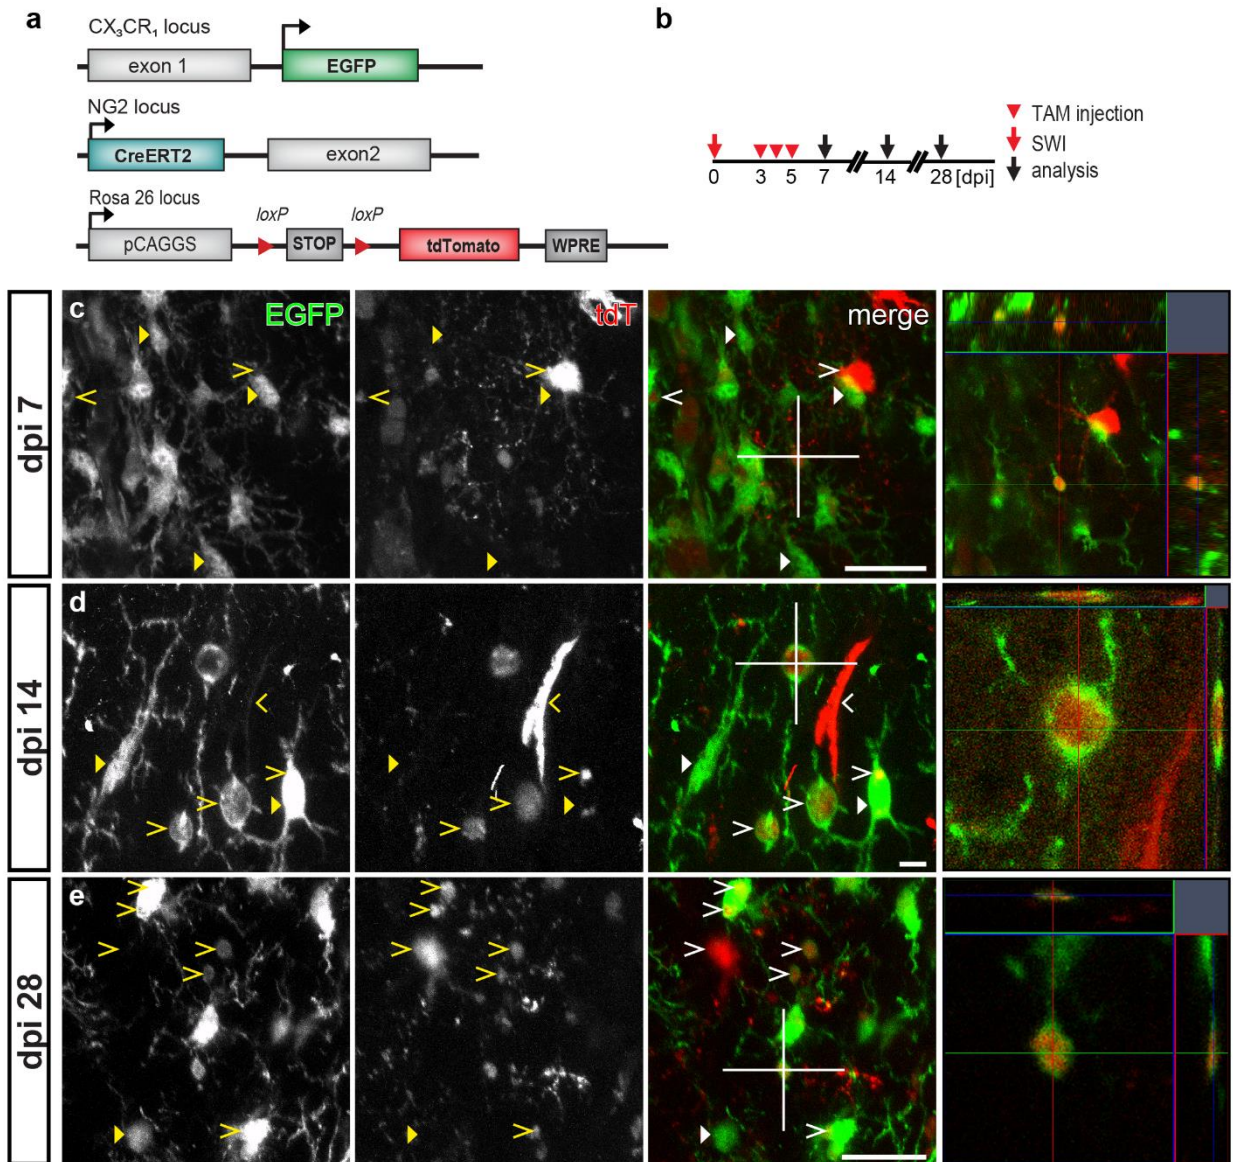 a
CX₃CR₁ locus
exon 1 EGFP
NG2 locus
CreERT2 exon2
Rosa 26 locus
loxP loxP
pCAGGS STOP tdTomato WPRE
b
TAM injection
SWI
analysis
0 3 5 7 14 28 [dpi]
dpi 7
c EGFP tdT merge
dpi 14
d
dpi 28
e